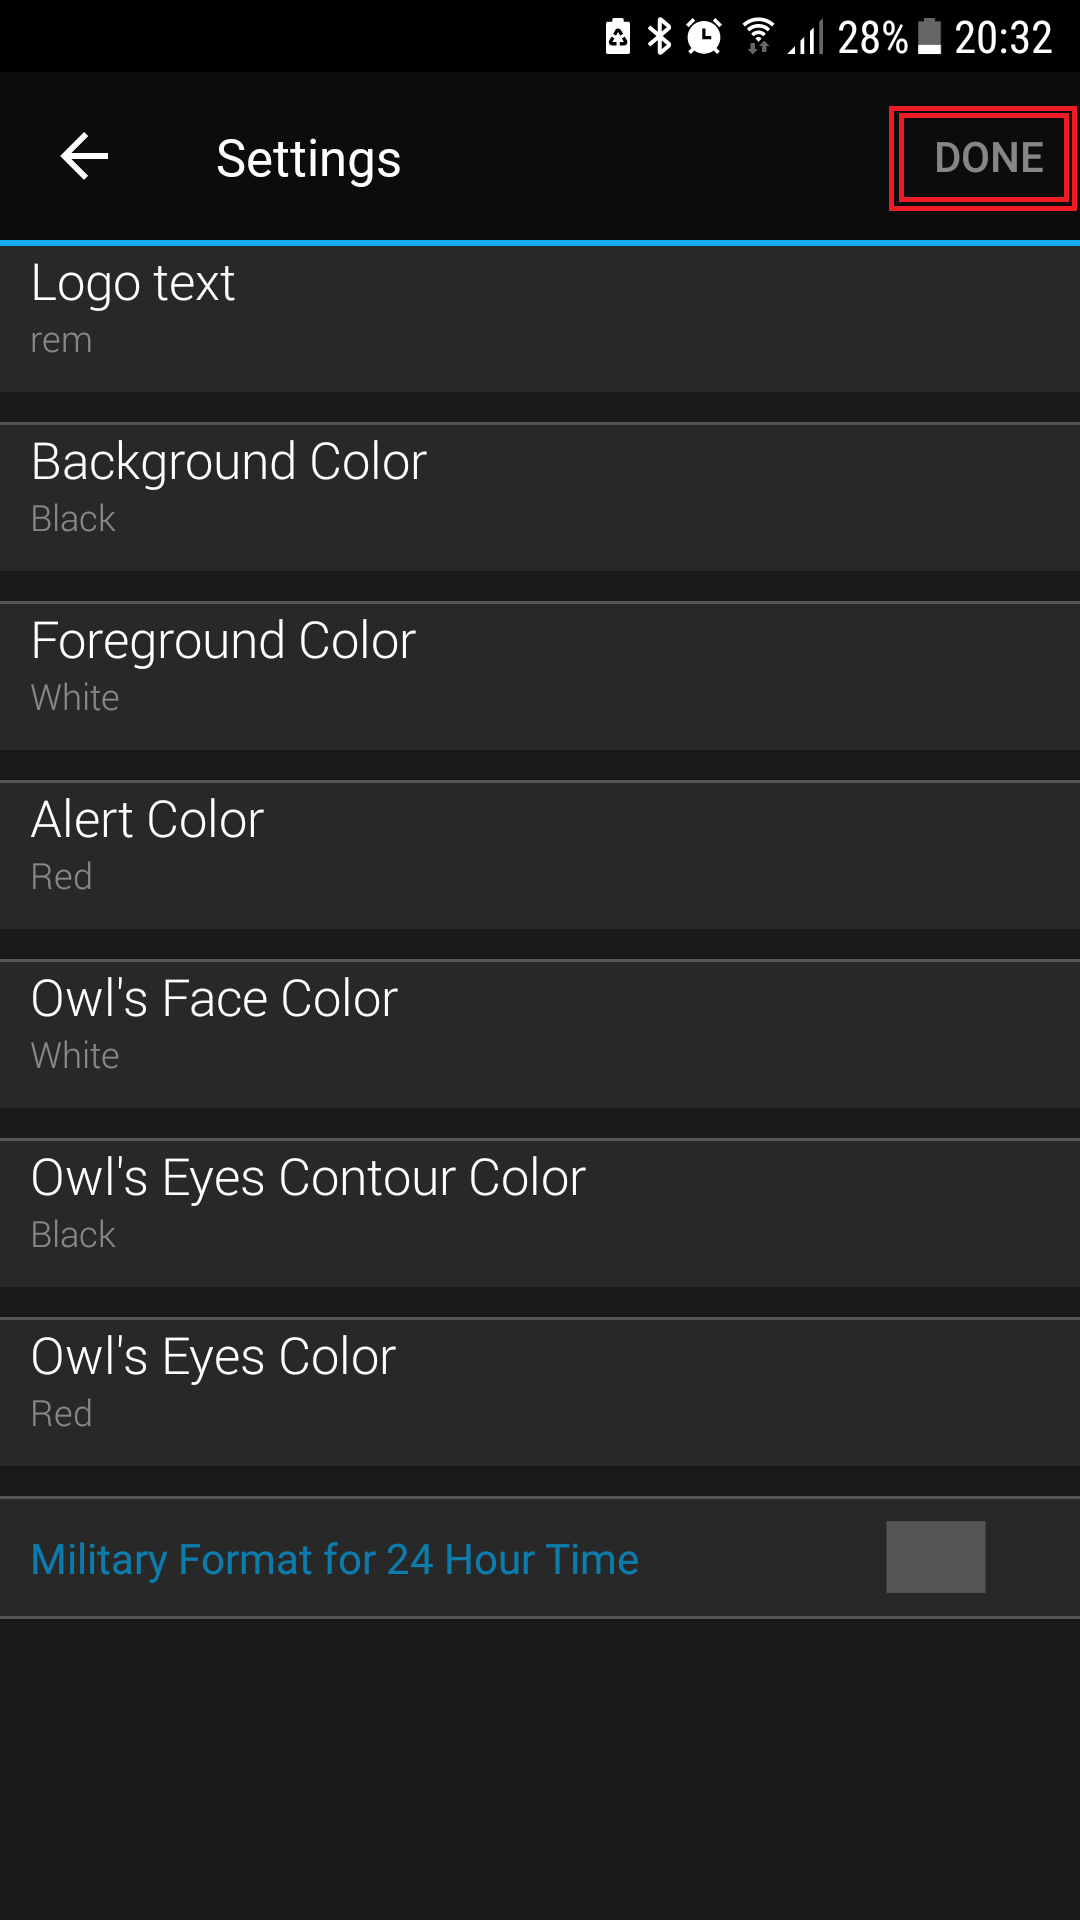 28% 20:32
Settings DONE
Logo text
rem
Background Color
Black
Foreground Color
White
Alert Color
Red
Owl's Face Color
White
Owl's Eyes Contour Color
Black
Owl's Eyes Color
Red
Military Format for 24 Hour Time